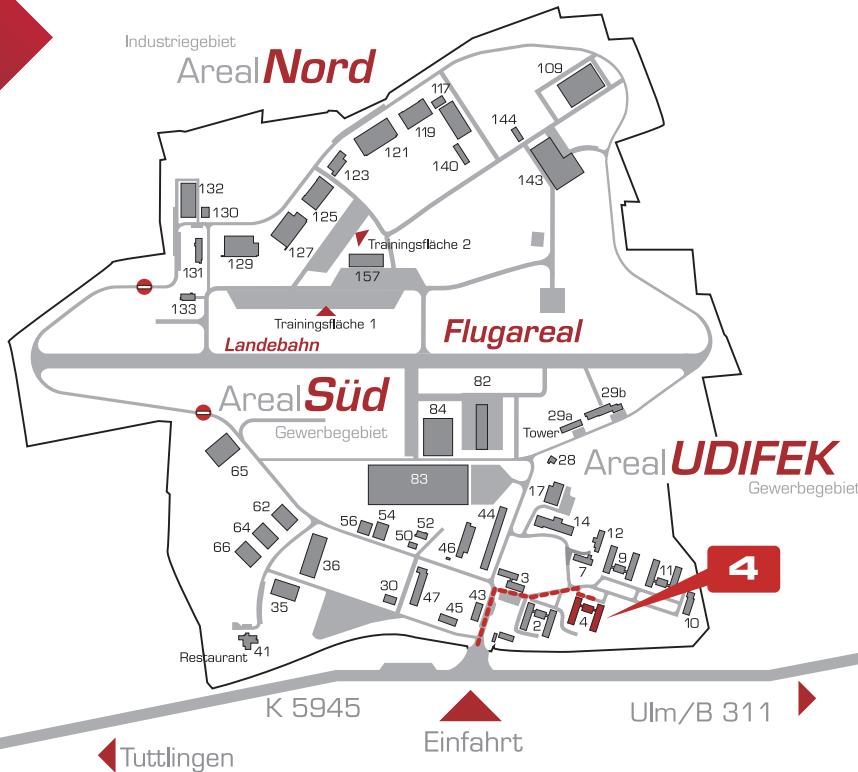 Industriegebiet
Areal Nord
109
117
119
144
121
140
143
123
132
125
130
127
Trainingsfläche 2
131
129
157
133
Trainingsfläche 1
Landebahn
Flugareal
Areal Süd
Gewerbegebiet
82
84
29a
29b
Tower
28
Areal UDIFEK
Gewerbegebiet
65
83
17
62
56
54
52
44
14
64
50
12
66
46
9
11
36
3
7
4
30
47
43
35
45
2
4
10
Restaurant
41
K 5945
Ulm/B 311
Einfahrt
Tuttlingen